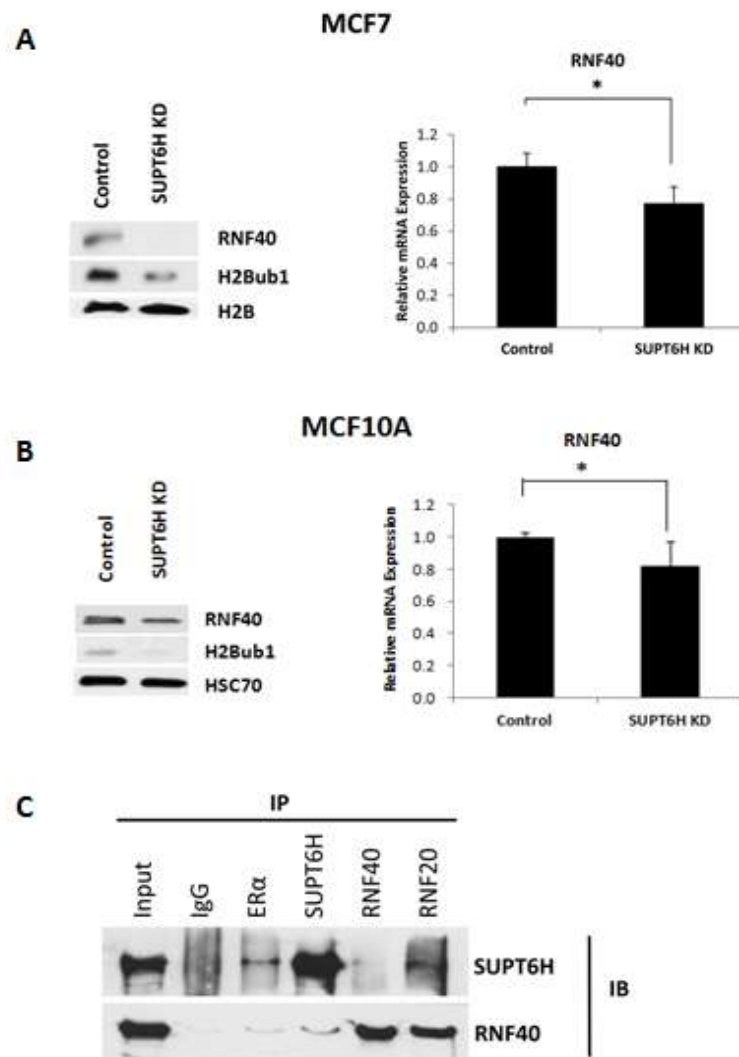 MCF7
A
Control
SUPT6H KD
RNF40
H2Bub1
H2B
RNF40
*
Relative mRNA Expression
1.2
1.0
0.8
0.6
0.4
0.2
0.0
Control
SUPT6H KD
MCF10A
B
Control
SUPT6H KD
RNF40
H2Bub1
HSC70
RNF40
*
Relative mRNA Expression
1.2
1.0
0.8
0.6
0.4
0.2
0.0
Control
SUPT6H KD
C
IP
Input
IgG
ERα
SUPT6H
RNF40
RNF20
SUPT6H
RNF40
IB